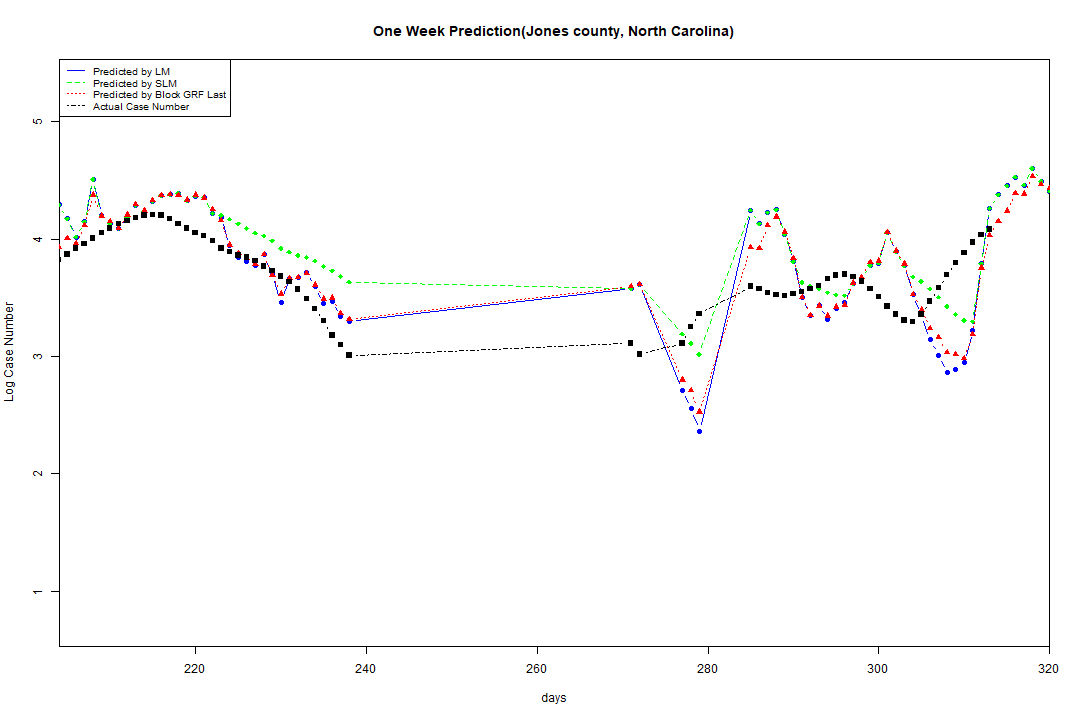 One Week Prediction(Jones county, North Carolina)
Predicted by LM
Predicted by SLM
Predicted by Block GRF Last
Actual Case Number
5
4
3
2
1
Log Case Number
220 240 260 280 300 320
days